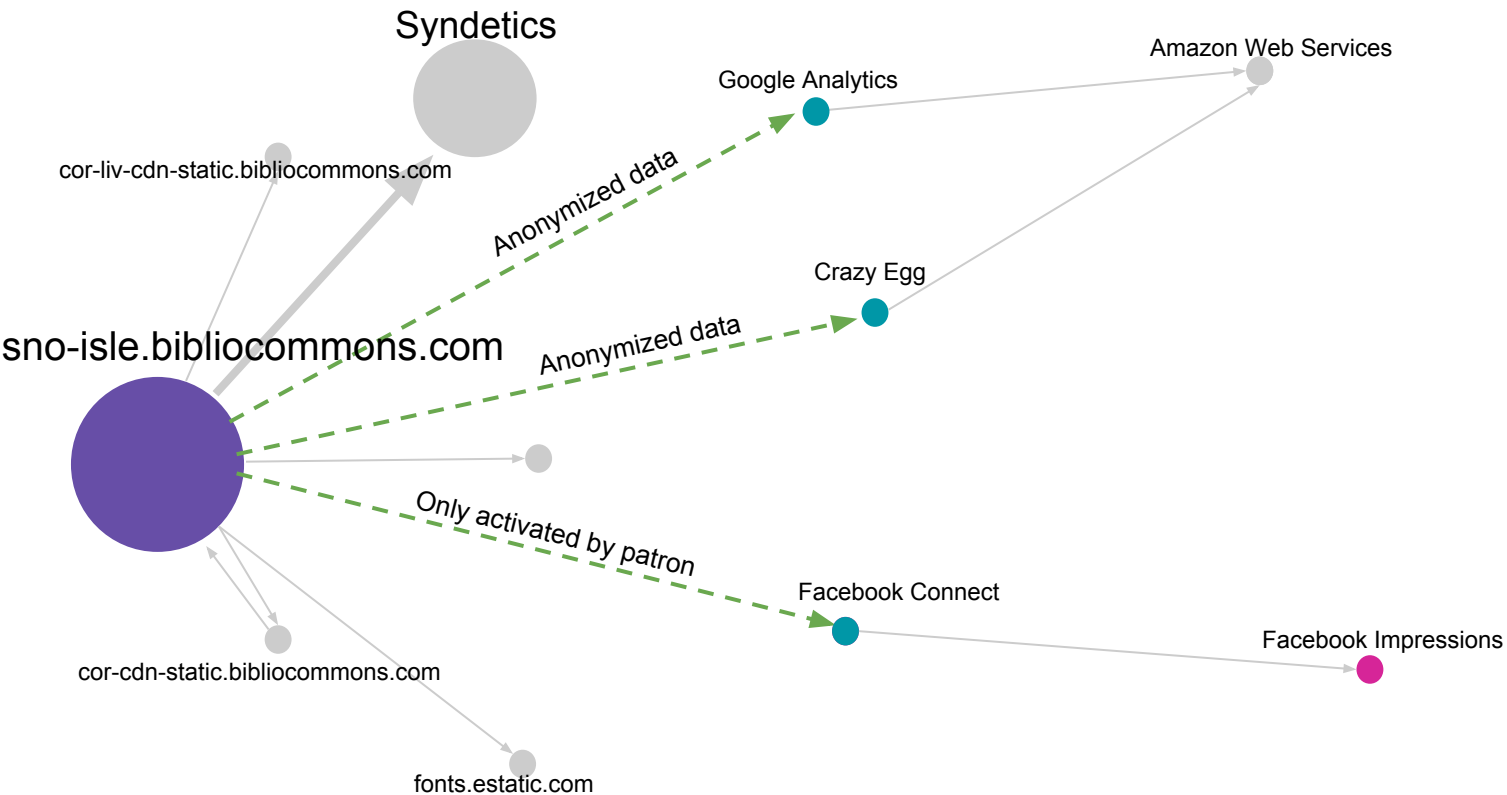 Syndetics
Amazon Web Services
Google Analytics
cor-liv-cdn-static.bibliocommons.com
Anonymized data
Crazy Egg
sno-isle.bibliocommons.com
Anonymized data
Only activated by patron
Facebook Connect
Facebook Impressions
cor-cdn-static.bibliocommons.com
fonts.estatic.com